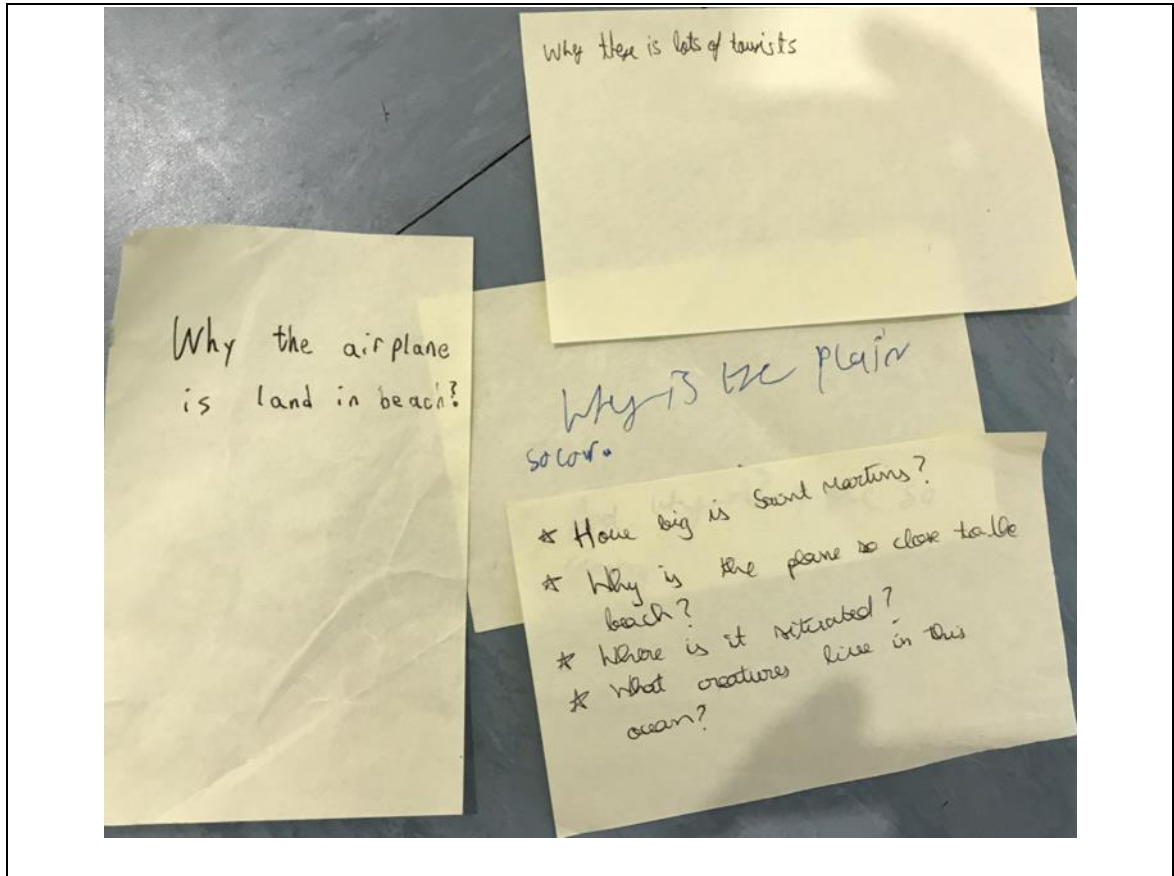 Why there is lots of tourists
Why the airplane
is land in beach?
Why is the plain
so low.
* How big is Saint Martins?
* Why is the plane so close to the
beach?
* Where is it situated?
* What creatures live in this
ocean?